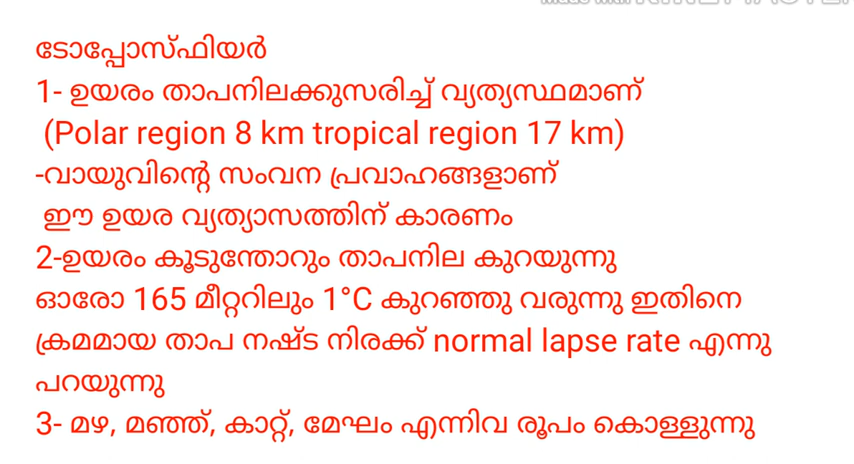 ടോപ്പോസ്ഫിയർ
1- ഉയരം താപനിലക്കുസരിച്ച് വ്യത്യസ്ഥമാണ്
(Polar region 8 km tropical region 17 km)
-വായുവിന്റെ സംവന പ്രവാഹങ്ങളാണ്
ഈ ഉയര വ്യത്യാസത്തിന് കാരണം
2-ഉയരം കൂടുന്തോറും താപനില കുറയുന്നു
ഓരോ 165 മീറ്ററിലും 1°C കുറഞ്ഞു വരുന്നു ഇതിനെ
ക്രമമായ താപ നഷ്ട നിരക്ക് normal lapse rate എന്നു
പറയുന്നു
3- മഴ, മഞ്ഞ്, കാറ്റ്, മേഘം എന്നിവ രൂപം കൊള്ളുന്നു